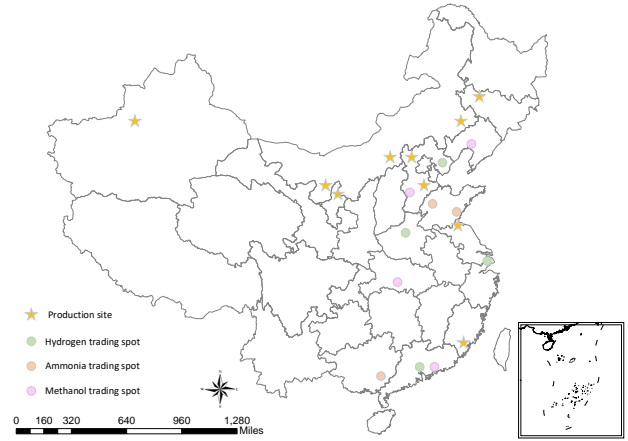 Production site
Hydrogen trading spot
Ammonia trading spot
Methanol trading spot
0 160 320 640 960 1,280
Miles